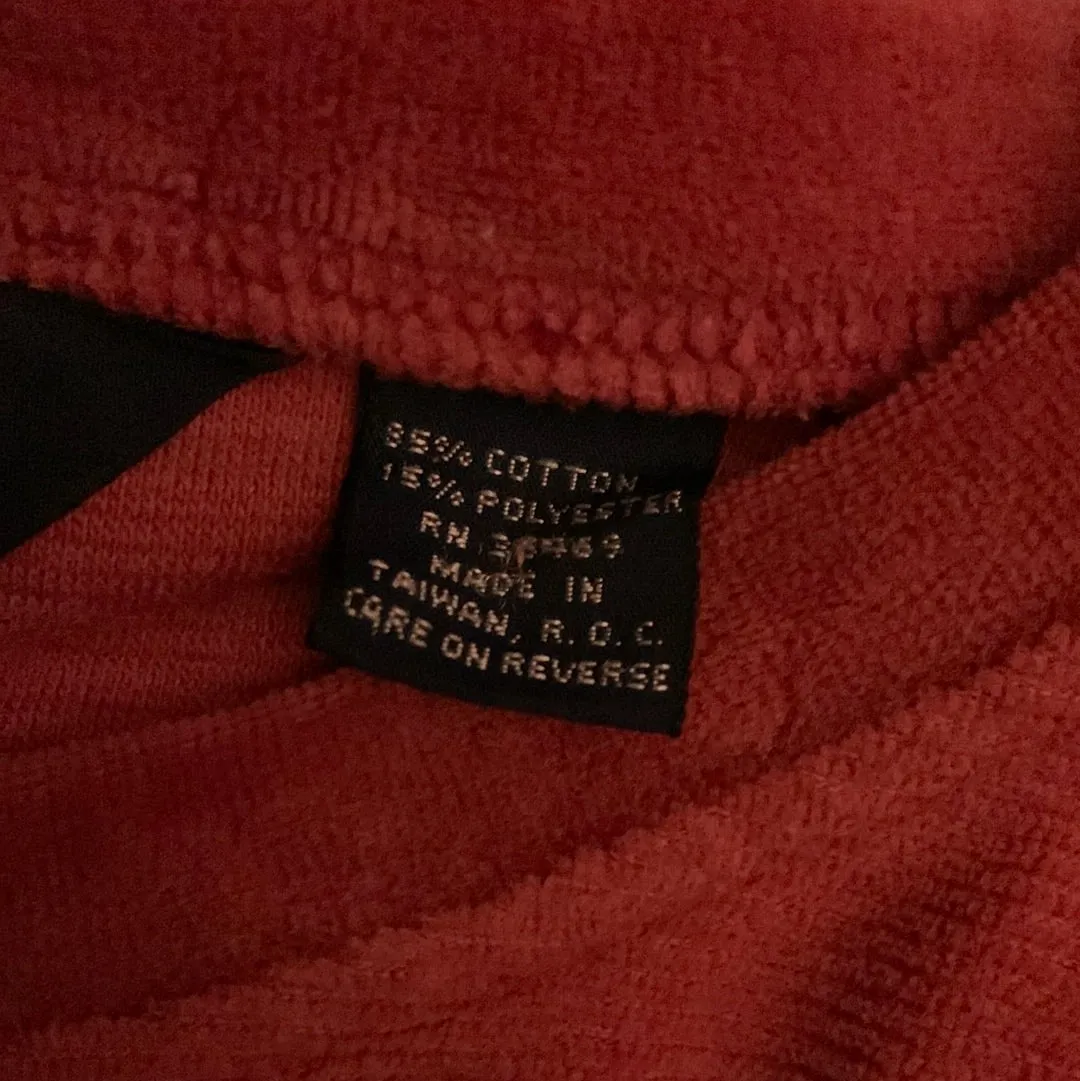 85% COTTON
15% POLYESTER
RN
MADE IN
TAIWAN, R.O.C.
CARE ON REVERSE